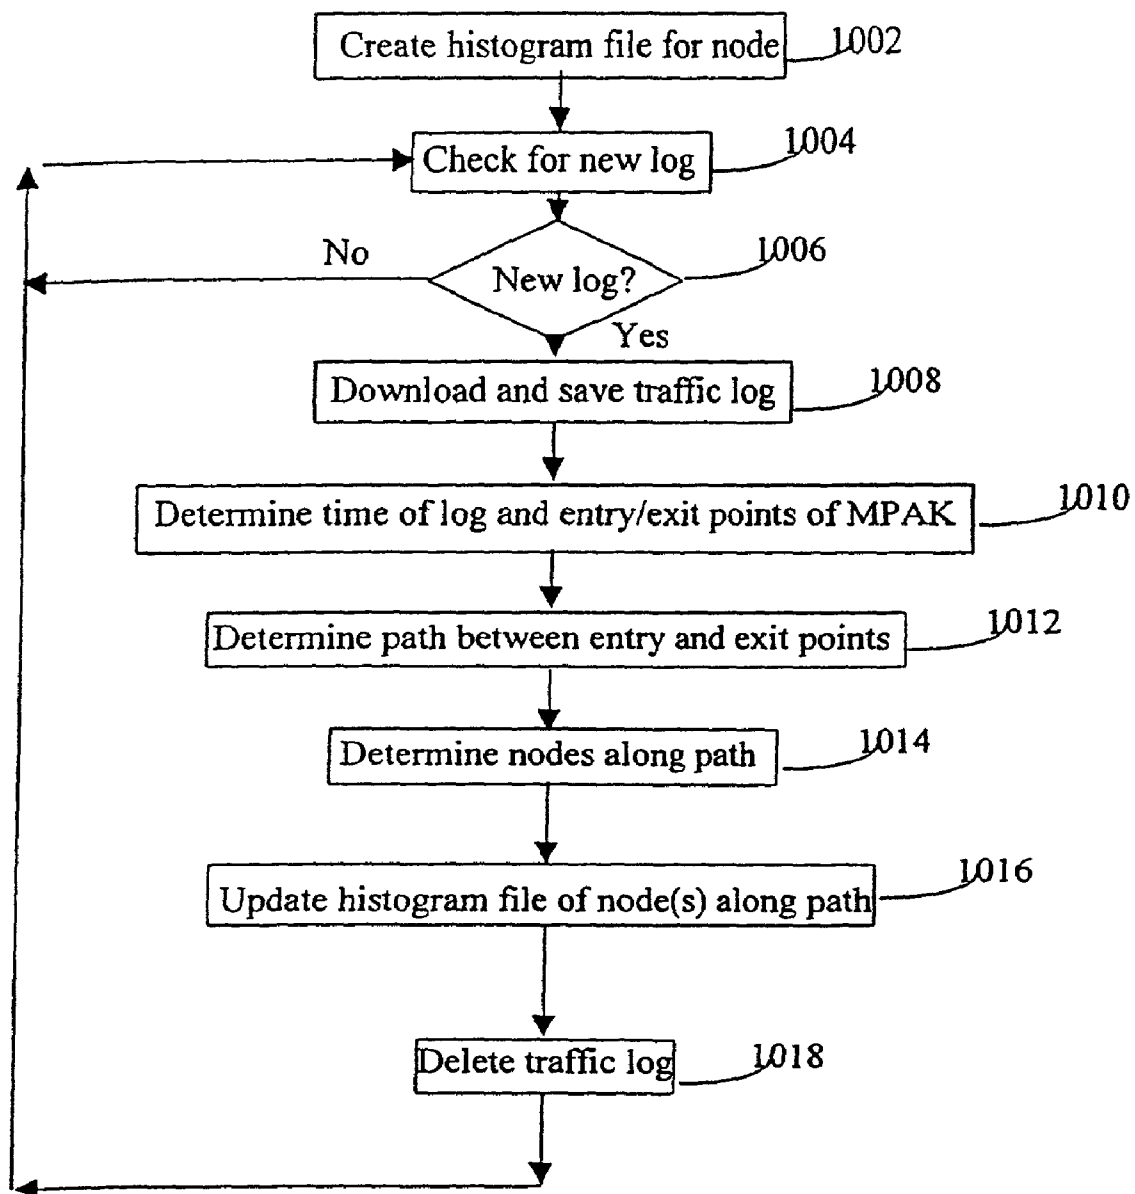 Create histogram file for node
1002
Check for new log
1004
New log?
1006
No
Yes
Download and save traffic log
1008
Determine time of log and entry/exit points of MPAK
1010
Determine path between entry and exit points
1012
Determine nodes along path
1014
Update histogram file of node(s) along path
1016
Delete traffic log
1018